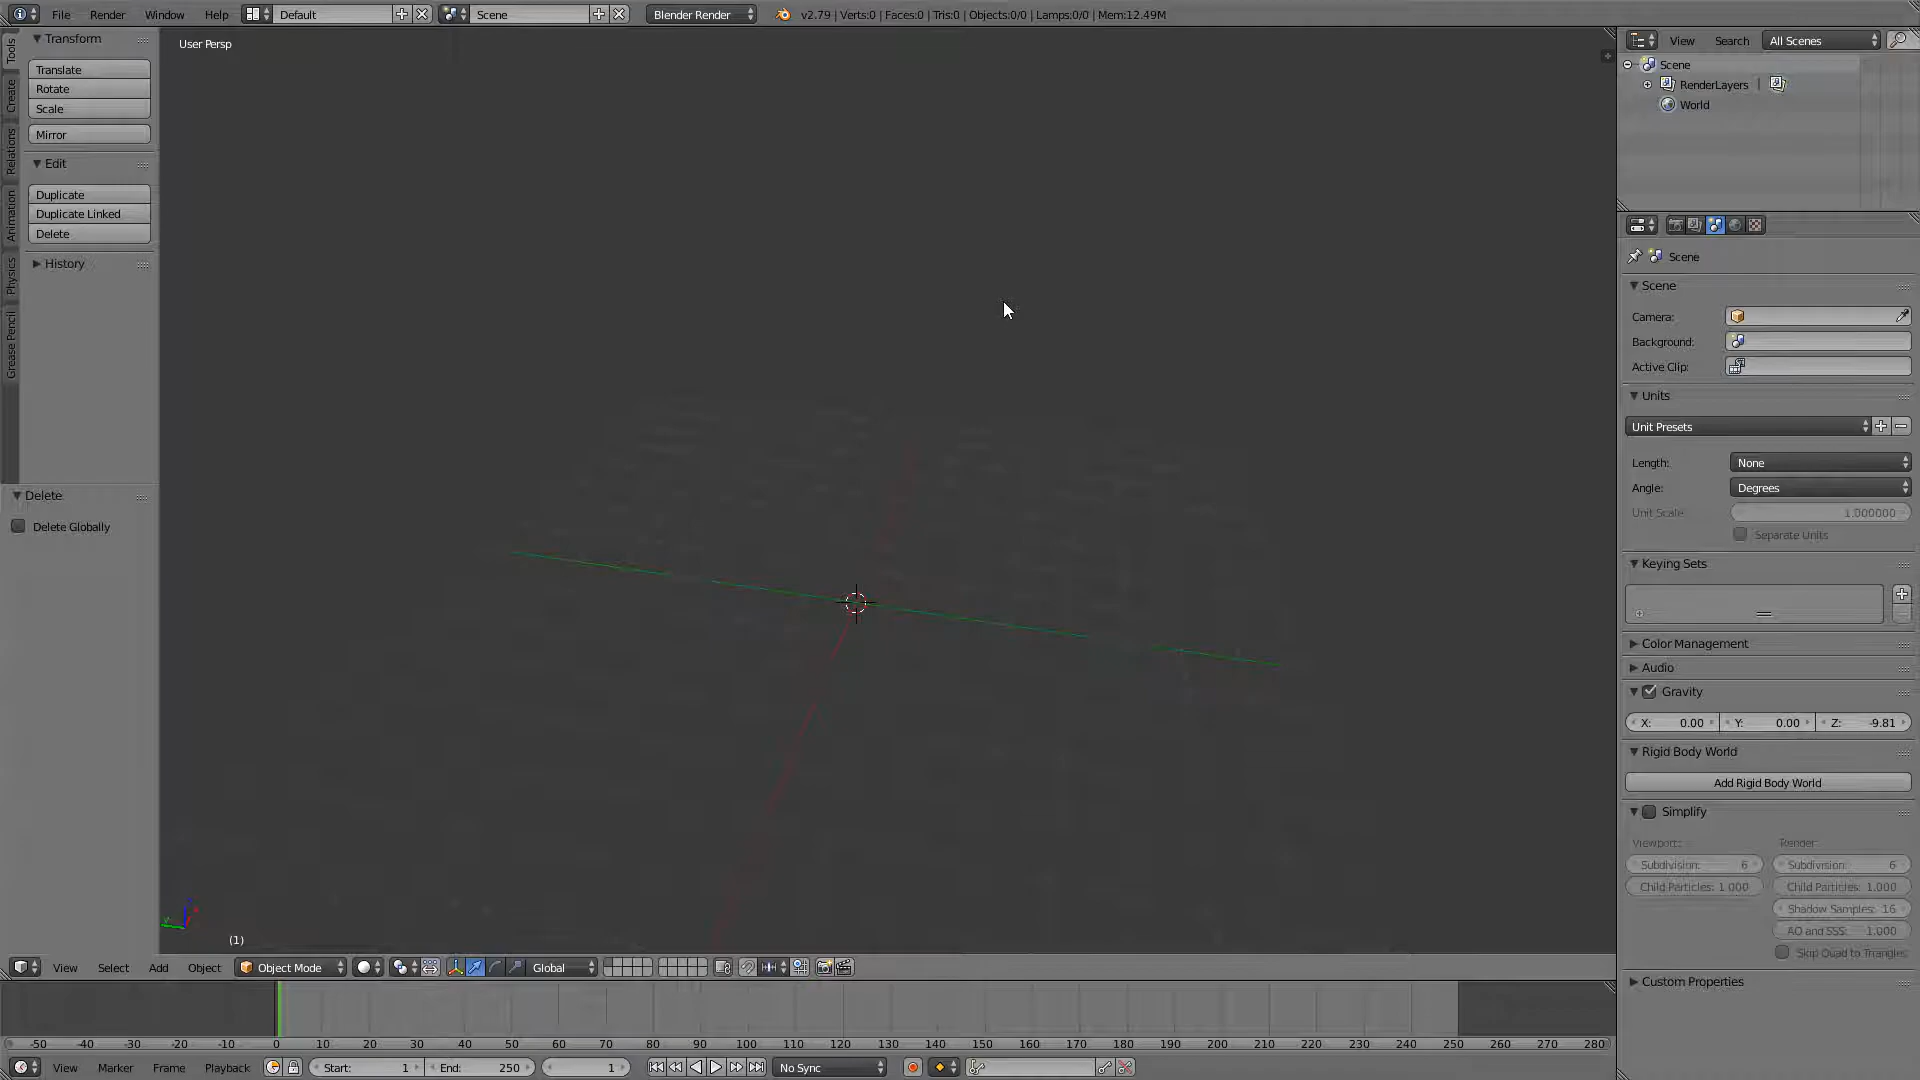 File Render Window Help Default Scene Blender Render v2.79 | Verts:0 | Faces:0 | Tris:0 | Objects:0/0 | Lamps:0/0 | Mem:12.49M
Tools
Create
Relations
Animation
Physics
Grease Pencil
Transform
Translate
Rotate
Scale
Mirror
Edit
Duplicate
Duplicate Linked
Delete
History
Delete
Delete Globally
User Persp
(1)
View Select Add Object Object Mode Global
-50 -40 -30 -20 -10 0 10 20 30 40 50 60 70 80 90 100 110 120 130 140 150 160 170 180 190 200 210 220 230 240 250 260 270 280
View Marker Frame Playback Start: 1 End: 250 1 No Sync
View Search All Scenes
Scene
RenderLayers |
World
Scene
Scene
Camera:
Background:
Active Clip:
Units
Unit Presets
Length: None
Angle: Degrees
Unit Scale: 1.000000
Separate Units
Keying Sets
Color Management
Audio
Gravity
X: 0.00 Y: 0.00 Z: -9.81
Rigid Body World
Add Rigid Body World
Simplify
Viewport: Render:
Subdivision: 6 Subdivision: 6
Child Particles: 1.000 Child Particles: 1.000
Shadow Samples: 16
AO and SSS: 1.000
Skip Quad to Triangles
Custom Properties